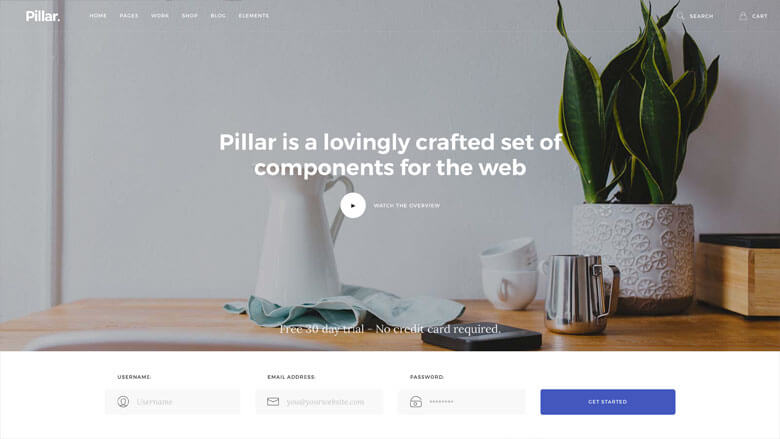 Pillar.
HOME PAGES WORK SHOP BLOG ELEMENTS
SEARCH CART
Pillar is a lovingly crafted set of
components for the web
WATCH THE OVERVIEW
Free 30 day trial - No credit card required.
USERNAME: EMAIL ADDRESS: PASSWORD:
Username you@yourwebsite.com ********
GET STARTED